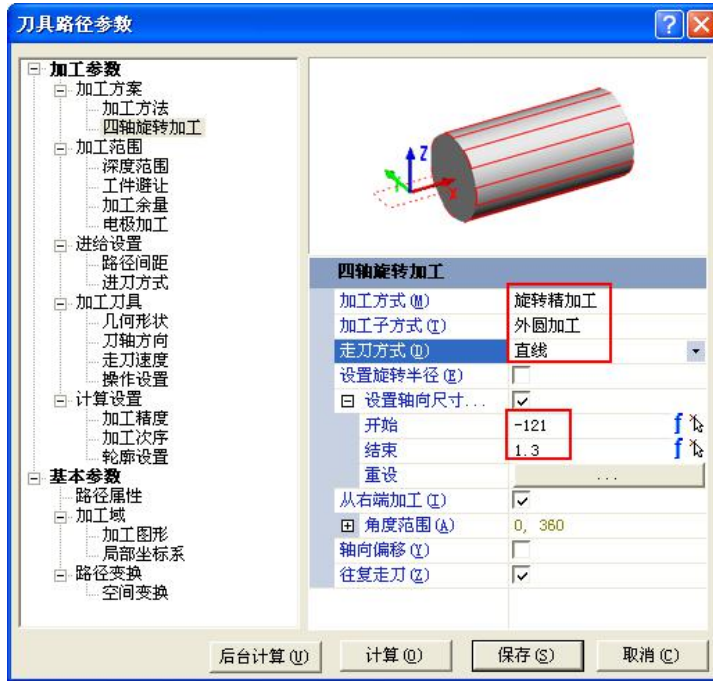 刀具路径参数
加工参数
加工方案
加工方法
四轴旋转加工
加工范围
深度范围
工件避让
加工余量
电极加工
进给设置
路径间距
进刀方式
加工刀具
几何形状
刀轴方向
走刀速度
操作设置
计算设置
加工精度
加工次序
轮廓设置
基本参数
路径属性
加工域
加工图形
局部坐标系
路径变换
空间变换
Z
X
四轴旋转加工
加工方式(M) 旋转精加工
加工子方式(T) 外圆加工
走刀方式(D) 直线
设置旋转半径(E)
设置轴向尺寸...
开始 -121
结束 1.3
重设 ...
从右端加工(I)
角度范围(A) 0, 360
轴向偏移(Y)
往复走刀(Z)
后台计算(U) 计算(O) 保存(S) 取消(C)